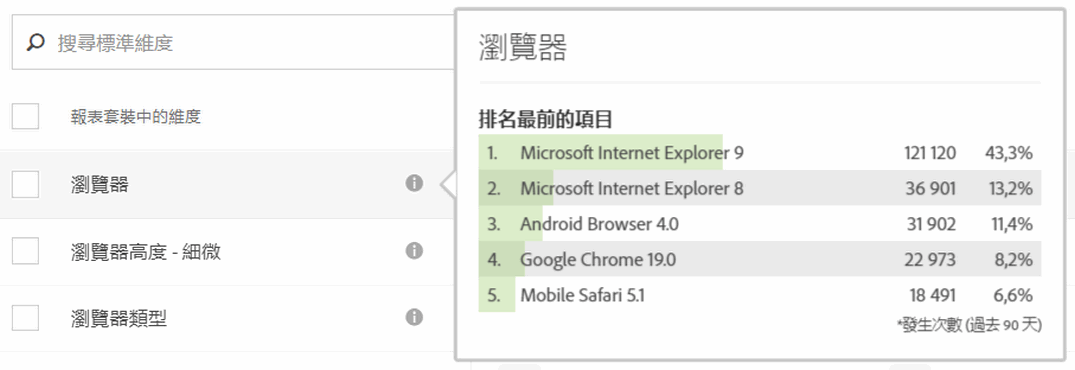 搜尋標準維度
報表套裝中的維度
瀏覽器
瀏覽器高度 - 細微
瀏覽器類型
瀏覽器
排名最前的項目
1. Microsoft Internet Explorer 9 121 120 43,3%
2. Microsoft Internet Explorer 8 36 901 13,2%
3. Android Browser 4.0 31 902 11,4%
4. Google Chrome 19.0 22 973 8,2%
5. Mobile Safari 5.1 18 491 6,6%
*發生次數 (過去 90 天)